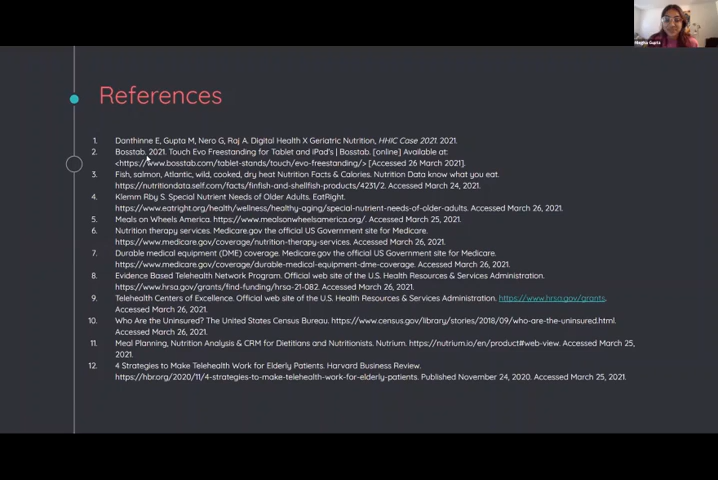 Megha Gupta
References
1. Danthinne E, Gupta M, Nero G, Raj A. Digital Health X Geriatric Nutrition, HHIC Case 2021. 2021.
2. Bosstab. 2021. Touch Evo Freestanding for Tablet and iPad's | Bosstab. [online] Available at:
<https://www.bosstab.com/tablet-stands/touch/evo-freestanding/> [Accessed 26 March 2021].
3. Fish, salmon, Atlantic, wild, cooked, dry heat Nutrition Facts & Calories. Nutrition Data know what you eat.
https://nutritiondata.self.com/facts/finfish-and-shellfish-products/4231/2. Accessed March 24, 2021.
4. Klemm Rby S. Special Nutrient Needs of Older Adults. EatRight.
https://www.eatright.org/health/wellness/healthy-aging/special-nutrient-needs-of-older-adults. Accessed March 26, 2021.
5. Meals on Wheels America. https://www.mealsonwheelsamerica.org/. Accessed March 25, 2021.
6. Nutrition therapy services. Medicare.gov the official US Government site for Medicare.
https://www.medicare.gov/coverage/nutrition-therapy-services. Accessed March 26, 2021.
7. Durable medical equipment (DME) coverage. Medicare.gov the official US Government site for Medicare.
https://www.medicare.gov/coverage/durable-medical-equipment-dme-coverage. Accessed March 26, 2021.
8. Evidence Based Telehealth Network Program. Official web site of the U.S. Health Resources & Services Administration.
https://www.hrsa.gov/grants/find-funding/hrsa-21-082. Accessed March 26, 2021.
9. Telehealth Centers of Excellence. Official web site of the U.S. Health Resources & Services Administration. https://www.hrsa.gov/grants.
Accessed March 26, 2021.
10. Who Are the Uninsured? The United States Census Bureau. https://www.census.gov/library/stories/2018/09/who-are-the-uninsured.html.
Accessed March 26, 2021.
11. Meal Planning, Nutrition Analysis & CRM for Dietitians and Nutritionists. Nutrium. https://nutrium.io/en/product#web-view. Accessed March 25,
2021.
12. 4 Strategies to Make Telehealth Work for Elderly Patients. Harvard Business Review.
https://hbr.org/2020/11/4-strategies-to-make-telehealth-work-for-elderly-patients. Published November 24, 2020. Accessed March 25, 2021.